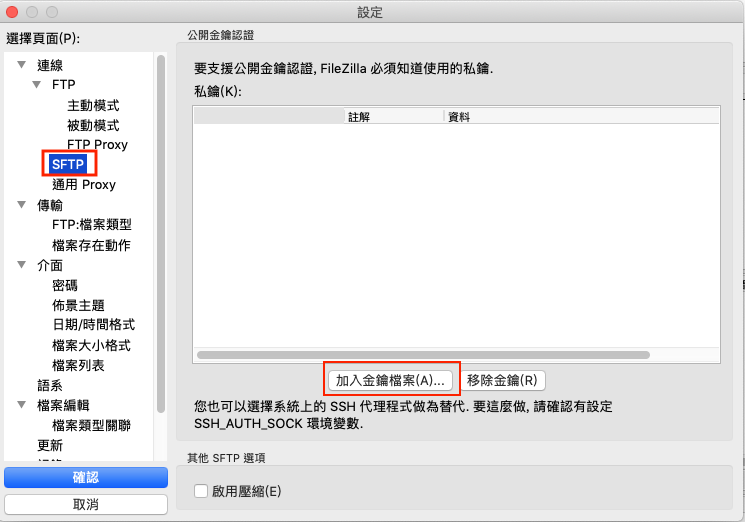 設定
選擇頁面(P):
連線
FTP
主動模式
被動模式
FTP Proxy
SFTP
通用 Proxy
傳輸
FTP:檔案類型
檔案存在動作
介面
密碼
佈景主題
日期/時間格式
檔案大小格式
檔案列表
語系
檔案編輯
檔案類型關聯
更新
確認
取消
公開金鑰認證
要支援公開金鑰認證, FileZilla 必須知道使用的私鑰.
私鑰(K):
註解 資料
加入金鑰檔案(A)... 移除金鑰(R)
您也可以選擇系統上的 SSH 代理程式做為替代. 要這麼做, 請確認有設定
SSH_AUTH_SOCK 環境變數.
其他 SFTP 選項
啟用壓縮(E)